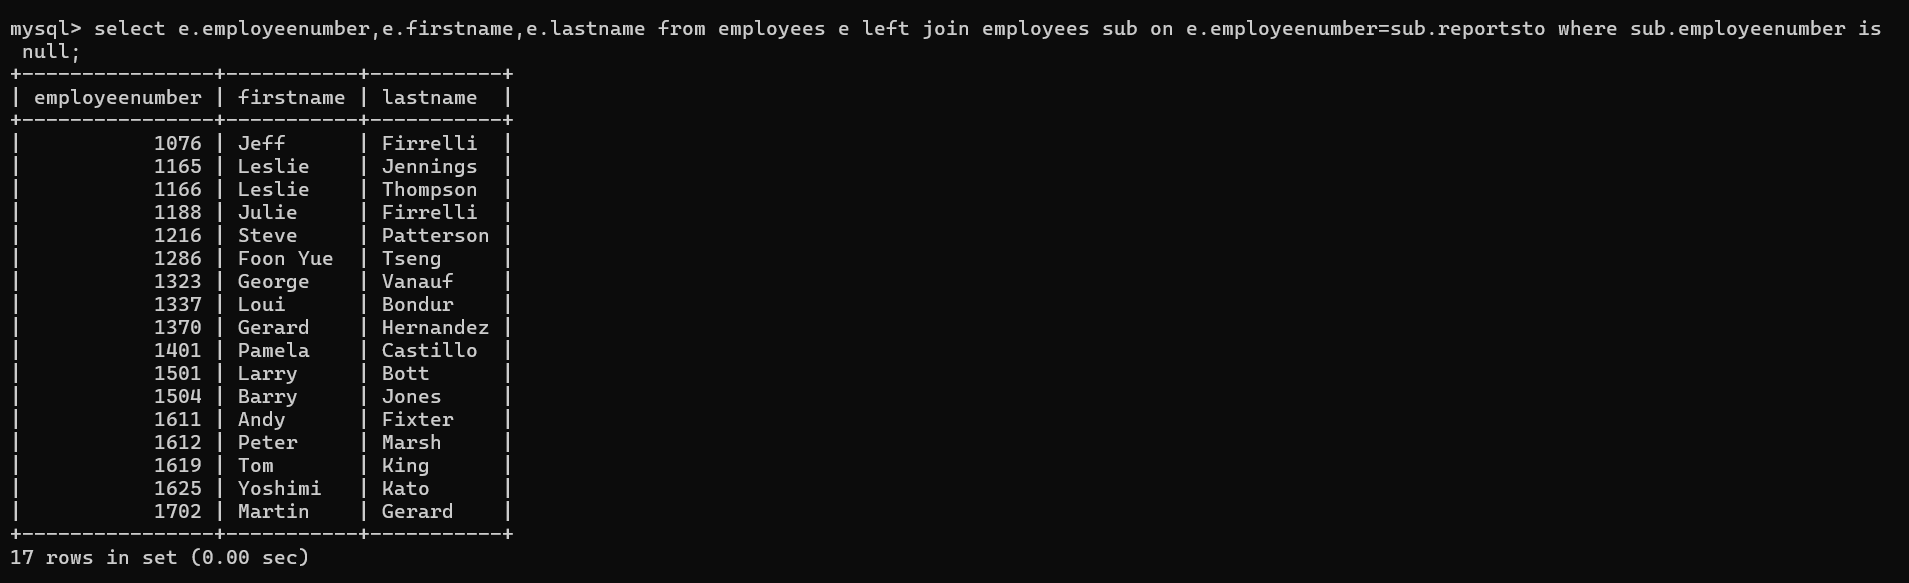 mysql> select e.employeenumber,e.firstname,e.lastname from employees e left join employees sub on e.employeenumber=sub.reportsto where sub.employeenumber is
 null;
+----------------+-----------+-----------+
| employeenumber | firstname | lastname  |
+----------------+-----------+-----------+
|           1076 | Jeff      | Firrelli  |
|           1165 | Leslie    | Jennings  |
|           1166 | Leslie    | Thompson  |
|           1188 | Julie     | Firrelli  |
|           1216 | Steve     | Patterson |
|           1286 | Foon Yue  | Tseng     |
|           1323 | George    | Vanauf    |
|           1337 | Loui      | Bondur    |
|           1370 | Gerard    | Hernandez |
|           1401 | Pamela    | Castillo  |
|           1501 | Larry     | Bott      |
|           1504 | Barry     | Jones     |
|           1611 | Andy      | Fixter    |
|           1612 | Peter     | Marsh     |
|           1619 | Tom       | King      |
|           1625 | Yoshimi   | Kato      |
|           1702 | Martin    | Gerard    |
+----------------+-----------+-----------+
17 rows in set (0.00 sec)